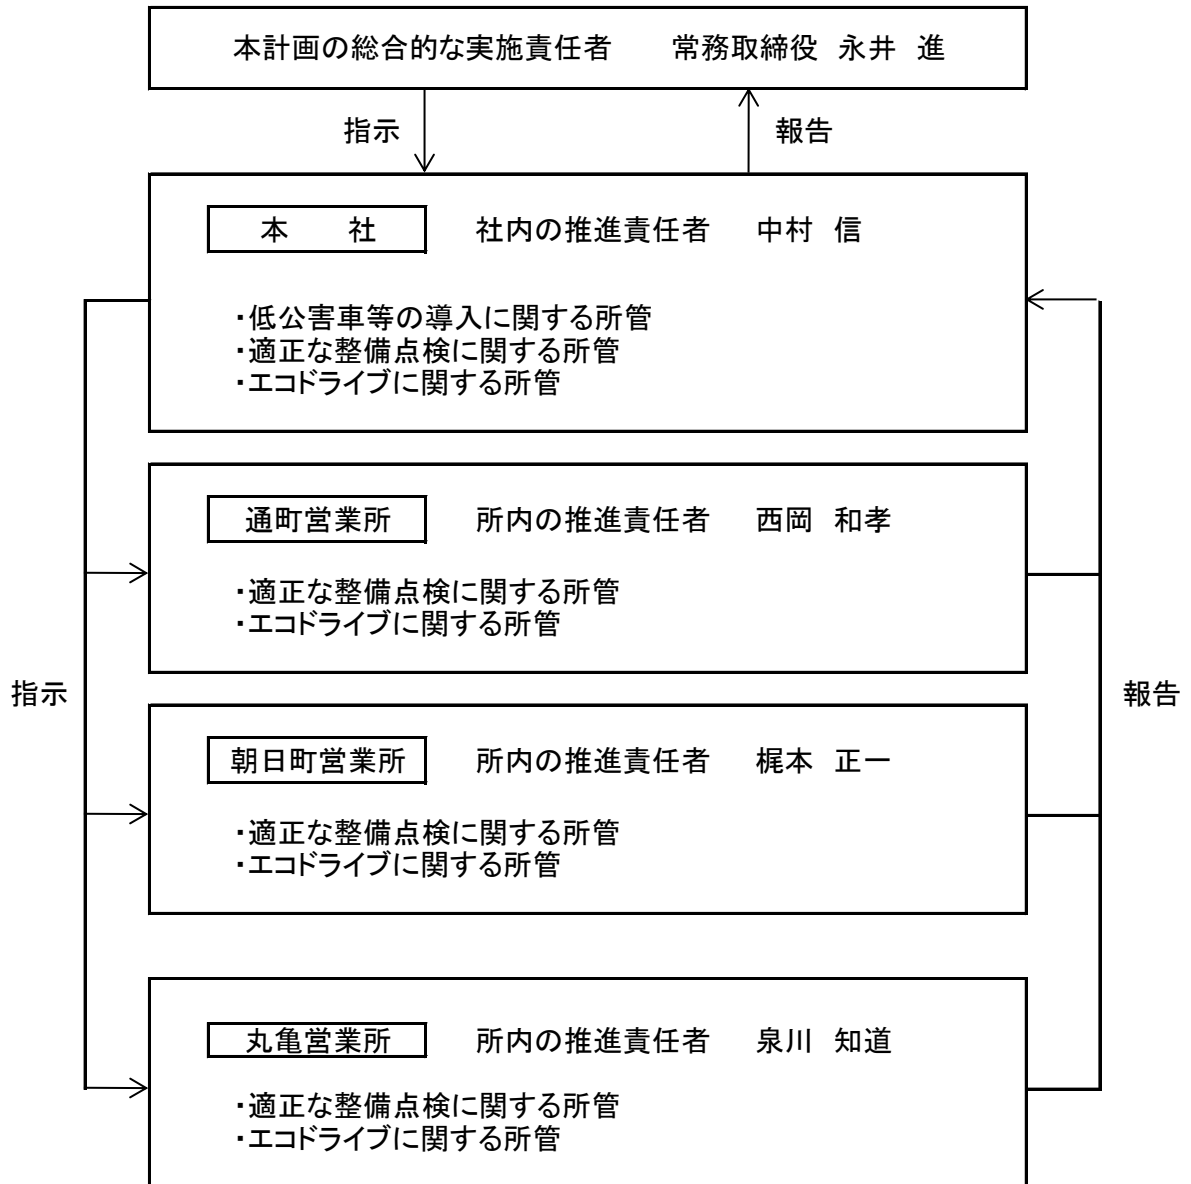 本計画の総合的な実施責任者　　常務取締役　永井　進
指示
報告
本　　社　　社内の推進責任者　　中村　信
・低公害車等の導入に関する所管
・適正な整備点検に関する所管
・エコドライブに関する所管
通町営業所　　所内の推進責任者　　西岡　和孝
・適正な整備点検に関する所管
・エコドライブに関する所管
指示
報告
朝日町営業所　　所内の推進責任者　　梶本　正一
・適正な整備点検に関する所管
・エコドライブに関する所管
丸亀営業所　　所内の推進責任者　　泉川　知道
・適正な整備点検に関する所管
・エコドライブに関する所管